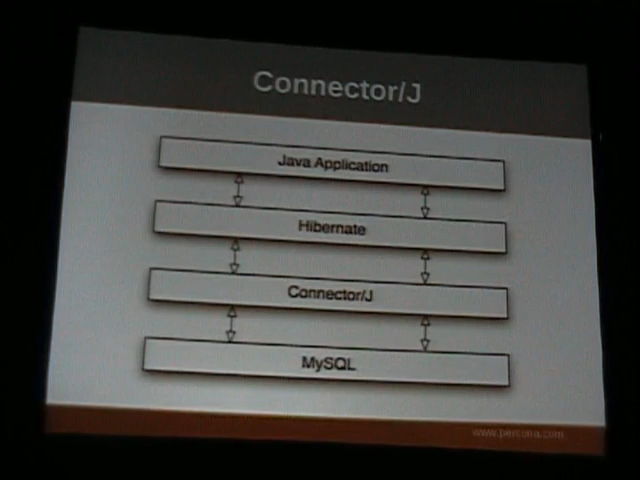 Connector/J
Java Application
Hibernate
Connector/J
MySQL
www.percona.com